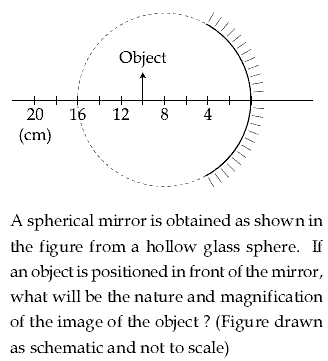 Object
20 16 12 8 4
(cm)
A spherical mirror is obtained as shown in
the figure from a hollow glass sphere. If
an object is positioned in front of the mirror,
what will be the nature and magnification
of the image of the object ? (Figure drawn
as schematic and not to scale)